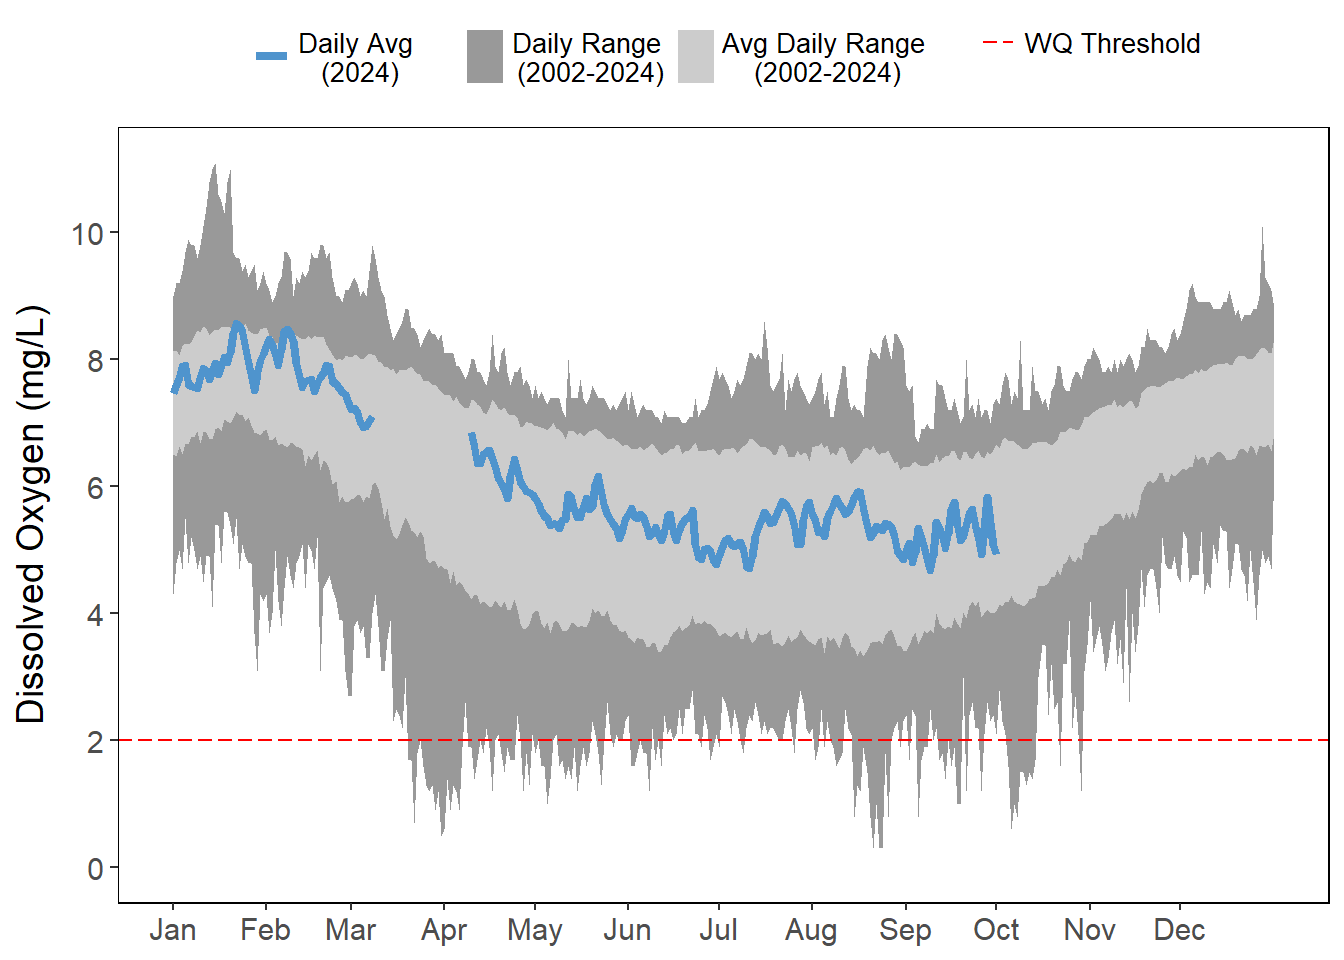 Daily Avg
(2024)
Daily Range
(2002-2024)
Avg Daily Range
(2002-2024)
WQ Threshold
Dissolved Oxygen (mg/L)
10
8
6
4
2
0
Jan Feb Mar Apr May Jun Jul Aug Sep Oct Nov Dec